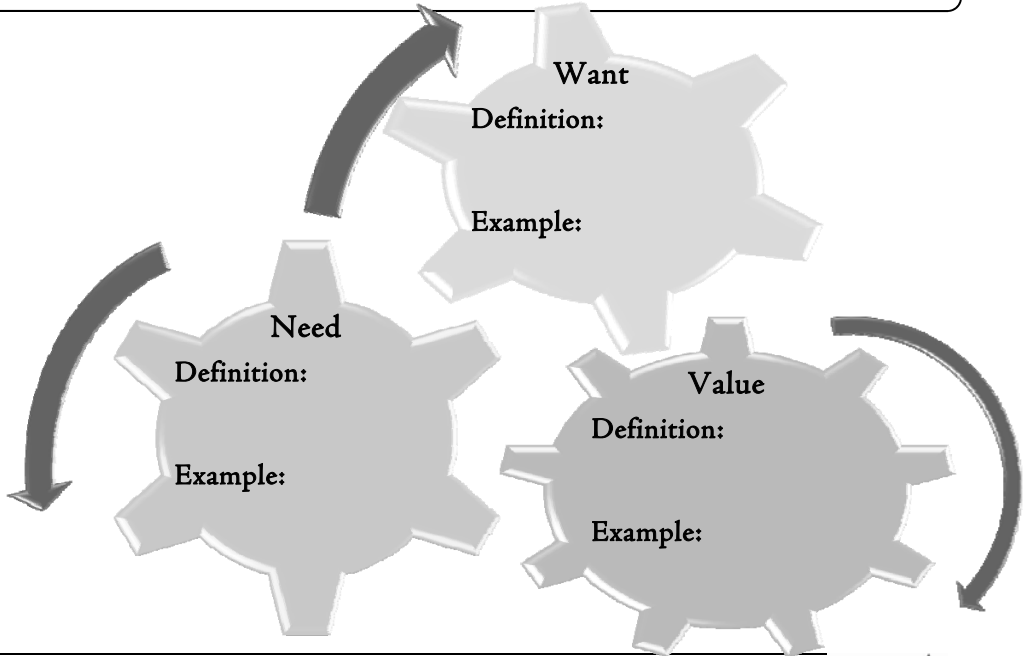 Want
Definition:
Example:
Need
Definition:
Example:
Value
Definition:
Example: